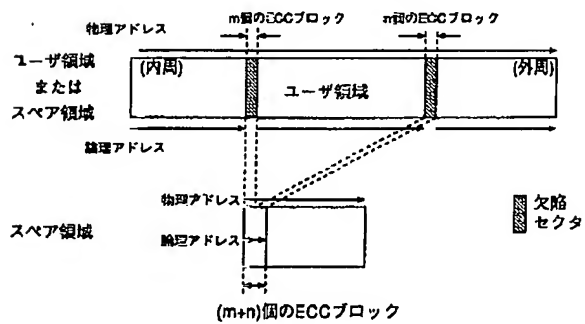 物理アドレス
m個のECCブロック
n個のECCブロック
ユーザ領域
または
スペア領域
(内周)
ユーザ領域
(外周)
論理アドレス
物理アドレス
スペア領域
論理アドレス
欠陥
セクタ
(m+n)個のECCブロック